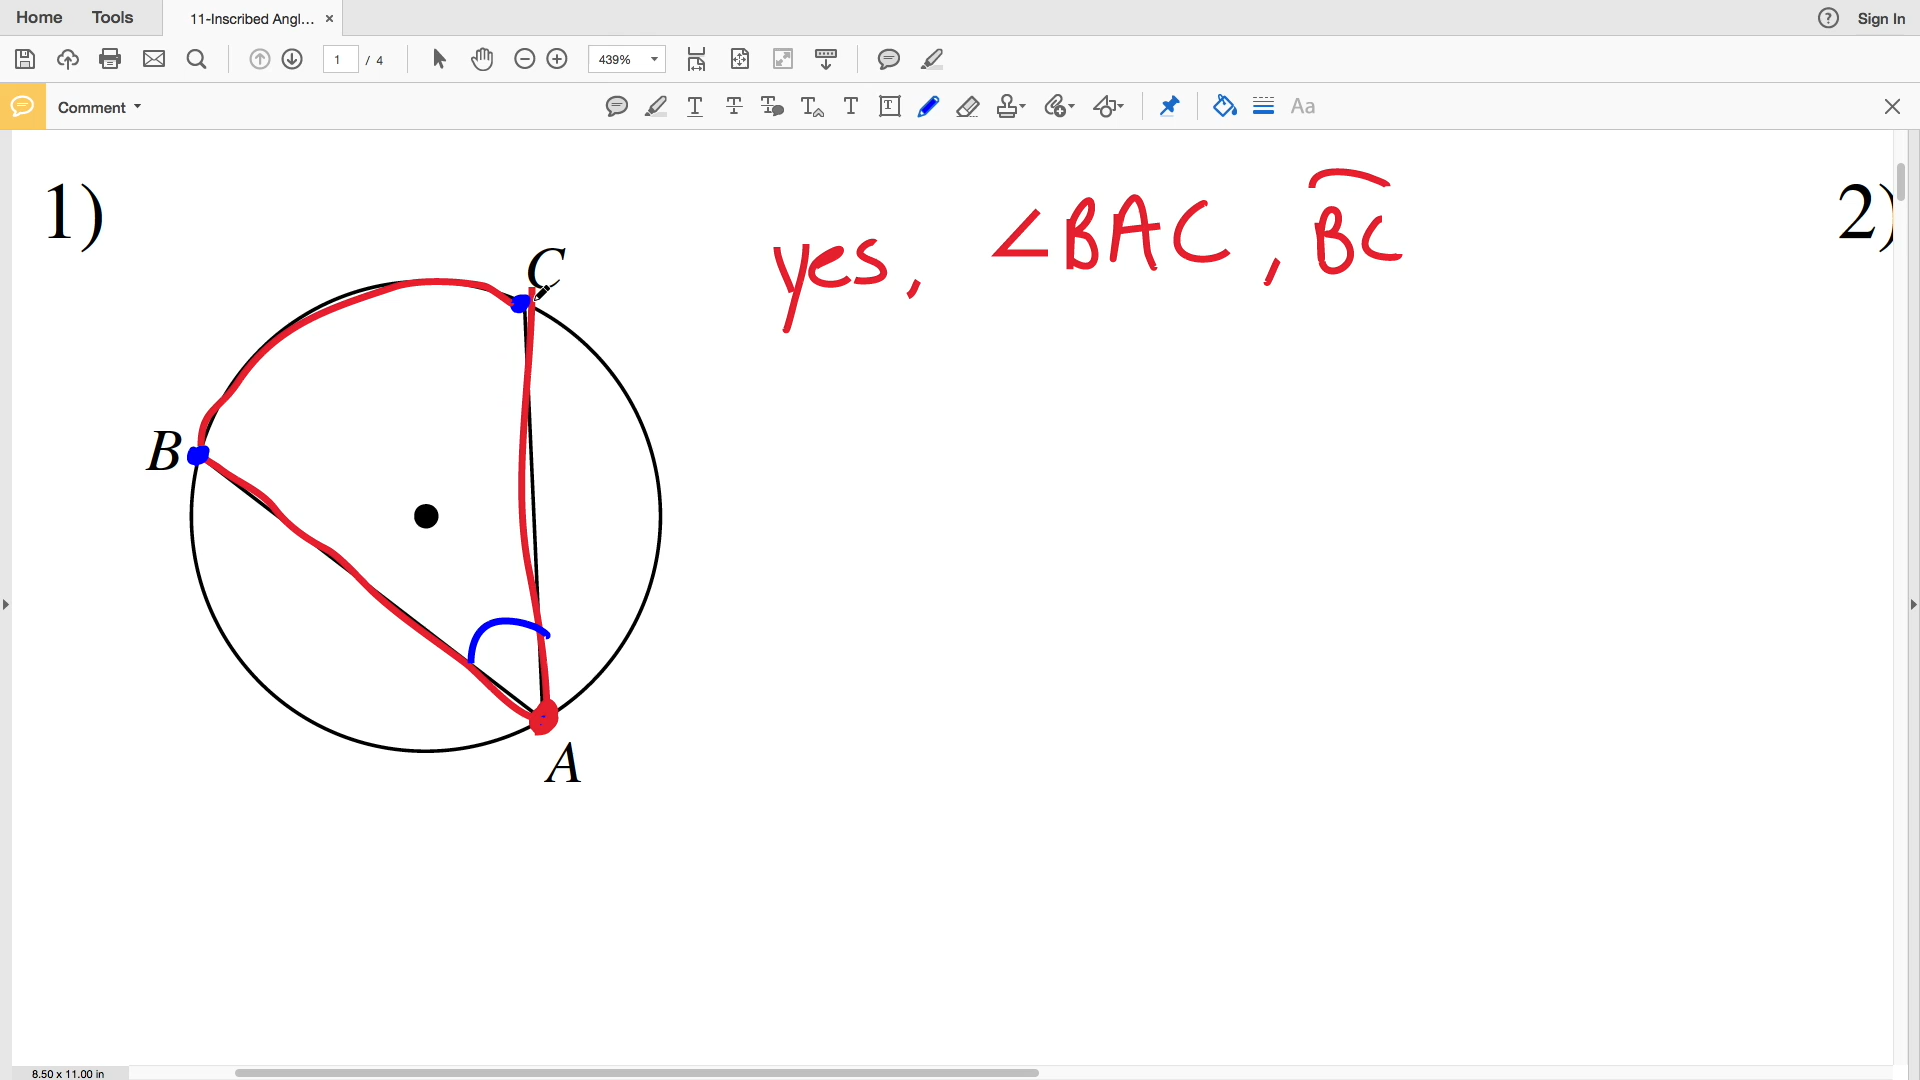 Home Tools 11-Inscribed Angl... × ? Sign In
1 / 4 439%
Comment T T T T T T Aa
1) yes, ∠BAC, B͡C 2)
C
B
A
8.50 x 11.00 in